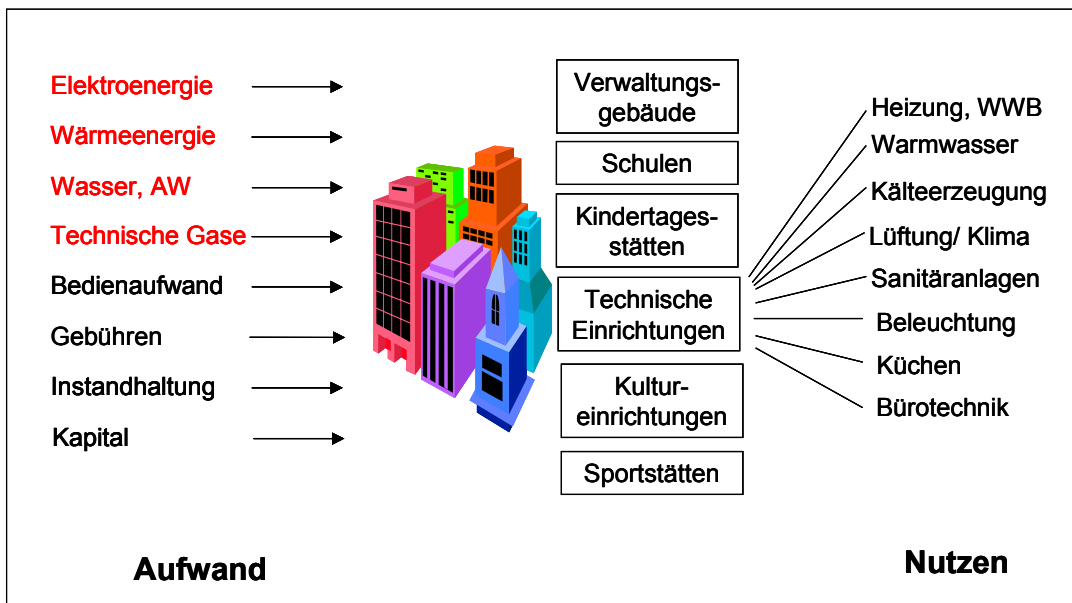 Elektroenergie
Wärmeenergie
Wasser, AW
Technische Gase
Bedienaufwand
Gebühren
Instandhaltung
Kapital
Verwaltungs-
gebäude
Schulen
Kindertages-
stätten
Technische
Einrichtungen
Kultur-
einrichtungen
Sportstätten
Heizung, WWB
Warmwasser
Kälteerzeugung
Lüftung/ Klima
Sanitäranlagen
Beleuchtung
Küchen
Bürotechnik
Aufwand
Nutzen